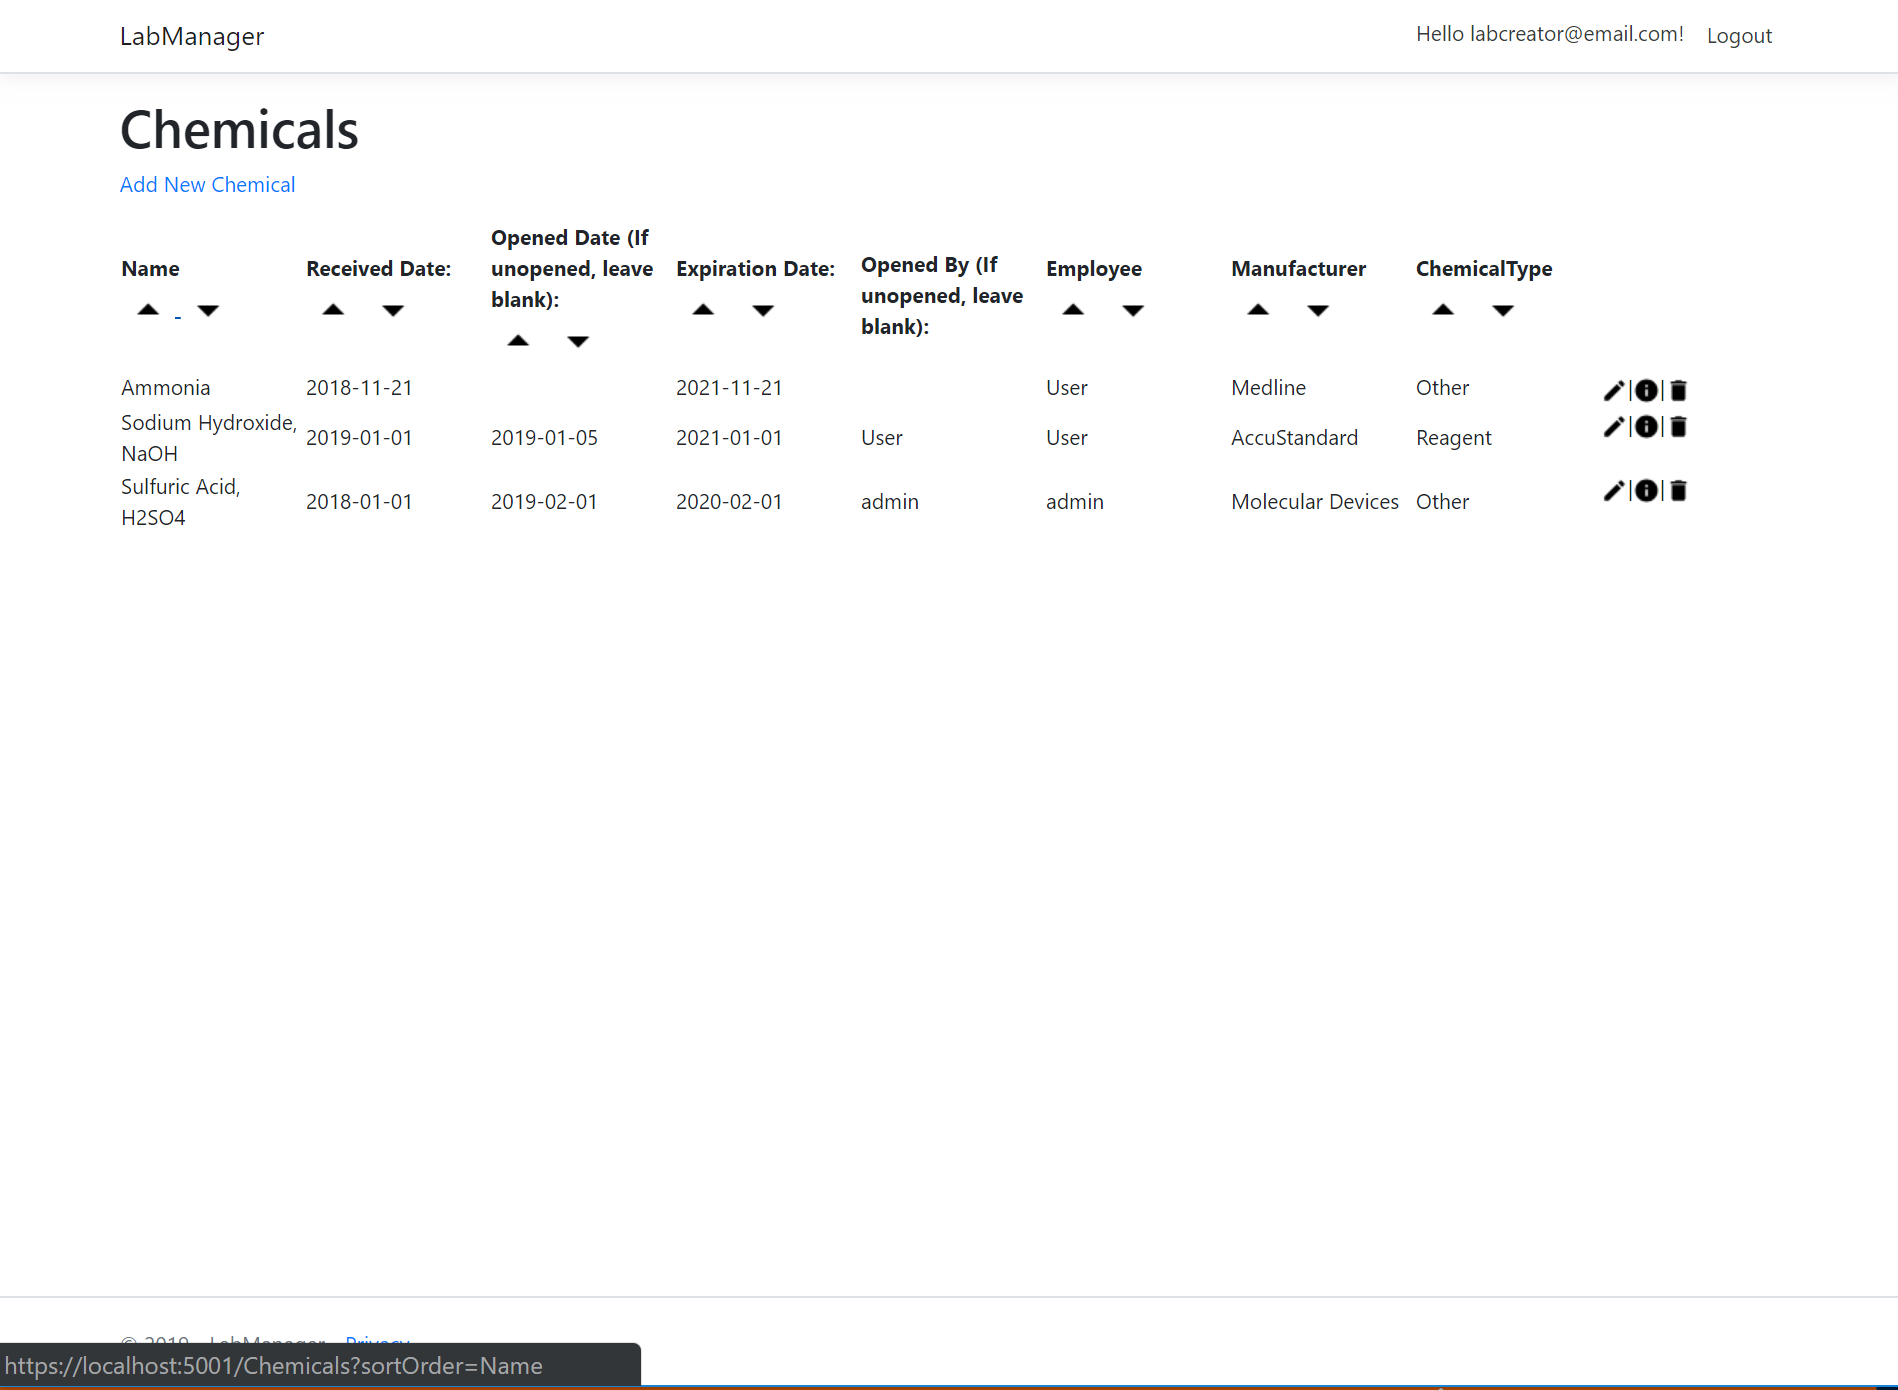 LabManager
Hello labcreator@email.com! Logout
Chemicals
Add New Chemical
Name
Received Date:
Opened Date (If
unopened, leave
blank):
Expiration Date:
Opened By (If
unopened, leave
blank):
Employee
Manufacturer
ChemicalType
Ammonia 2018-11-21 2021-11-21 User Medline Other
Sodium Hydroxide,
NaOH
2019-01-01 2019-01-05 2021-01-01 User User AccuStandard Reagent
Sulfuric Acid,
H2SO4
2018-01-01 2019-02-01 2020-02-01 admin admin Molecular Devices Other
© 2019 - LabManager - Privacy
https://localhost:5001/Chemicals?sortOrder=Name